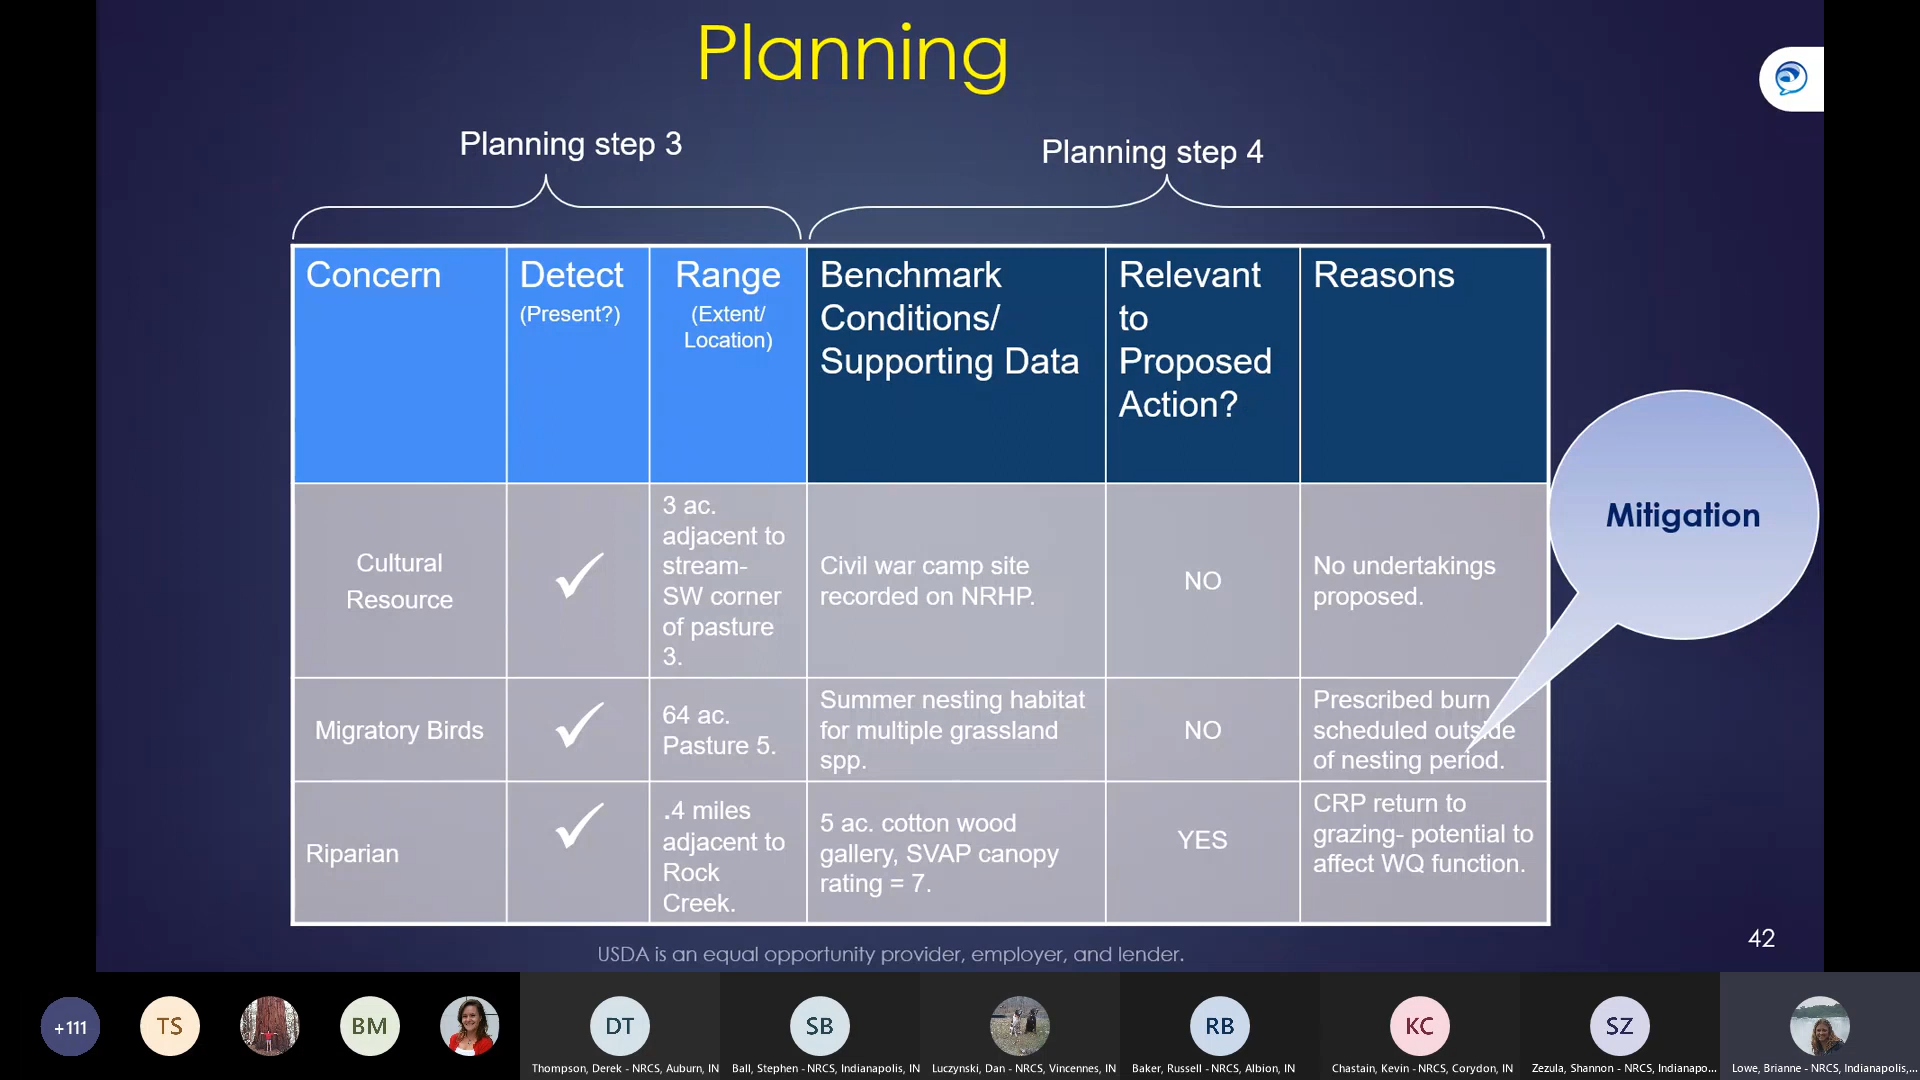 Planning
Planning step 3
Planning step 4
Concern
Detect
(Present?)
Range
(Extent/
Location)
Benchmark
Conditions/
Supporting Data
Relevant
to
Proposed
Action?
Reasons
Cultural
Resource
3 ac.
adjacent to
stream-
SW corner
of pasture
3.
Civil war camp site
recorded on NRHP.
NO
No undertakings
proposed.
Mitigation
Migratory Birds
64 ac.
Pasture 5.
Summer nesting habitat
for multiple grassland
spp.
NO
Prescribed burn
scheduled outside
of nesting period.
Riparian
.4 miles
adjacent to
Rock
Creek.
5 ac. cotton wood
gallery, SVAP canopy
rating = 7.
YES
CRP return to
grazing- potential to
affect WQ function.
42
USDA is an equal opportunity provider, employer, and lender.
+111
TS
BM
DT
SB
RB
KC
SZ
Thompson, Derek - NRCS, Auburn, IN
Ball, Stephen - NRCS, Indianapolis, IN
Luczynski, Dan - NRCS, Vincennes, IN
Baker, Russell - NRCS, Albion, IN
Chastain, Kevin - NRCS, Corydon, IN
Zezula, Shannon - NRCS, Indianapo...
Lowe, Brianne - NRCS, Indianapolis,...